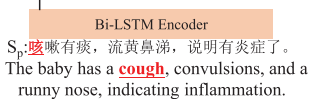 Bi-LSTM Encoder
Sp:咳嗽有痰，流黄鼻涕，说明有炎症了。
The baby has a cough, convulsions, and a
runny nose, indicating inflammation.